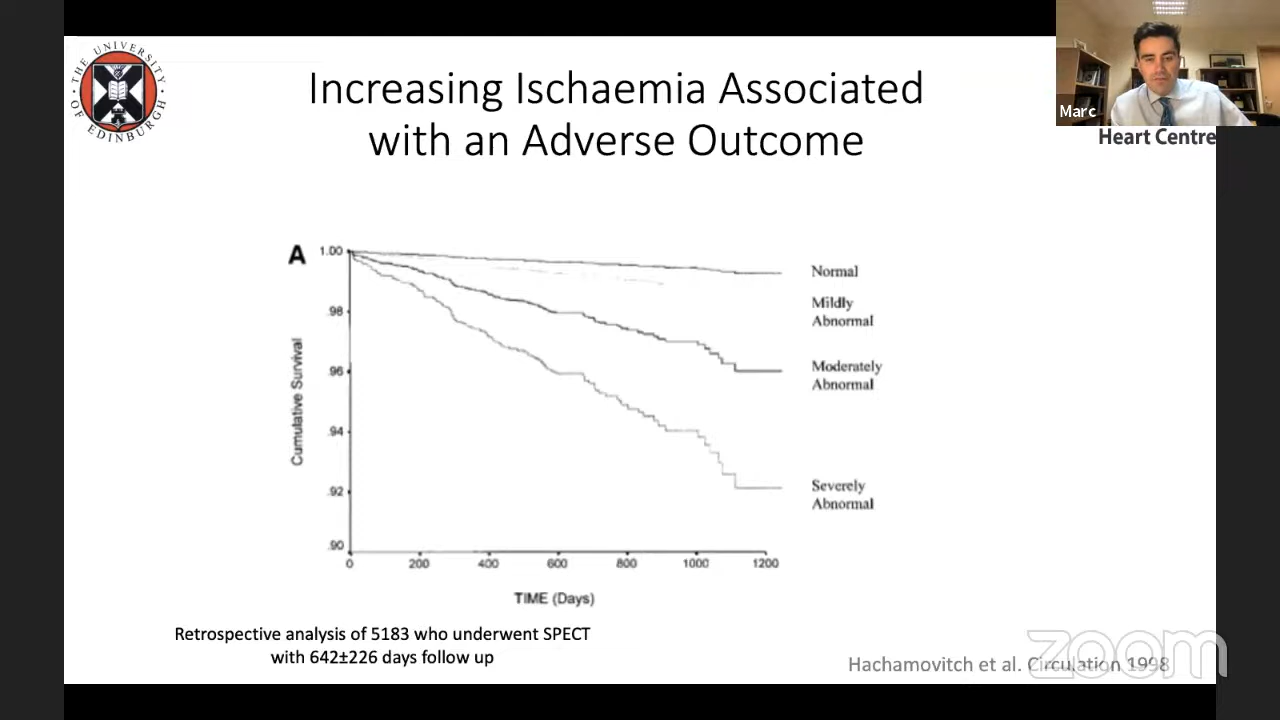 THE UNIVERSITY
OF EDINBURGH
Increasing Ischaemia Associated
with an Adverse Outcome
Marc
Heart Centre
A
1.00
.98
.96
.94
.92
.90
Cumulative Survival
0 200 400 600 800 1000 1200
TIME (Days)
Normal
Mildly
Abnormal
Moderately
Abnormal
Severely
Abnormal
Retrospective analysis of 5183 who underwent SPECT
with 642±226 days follow up
Hachamovitch et al. Circulation 1998
zoom